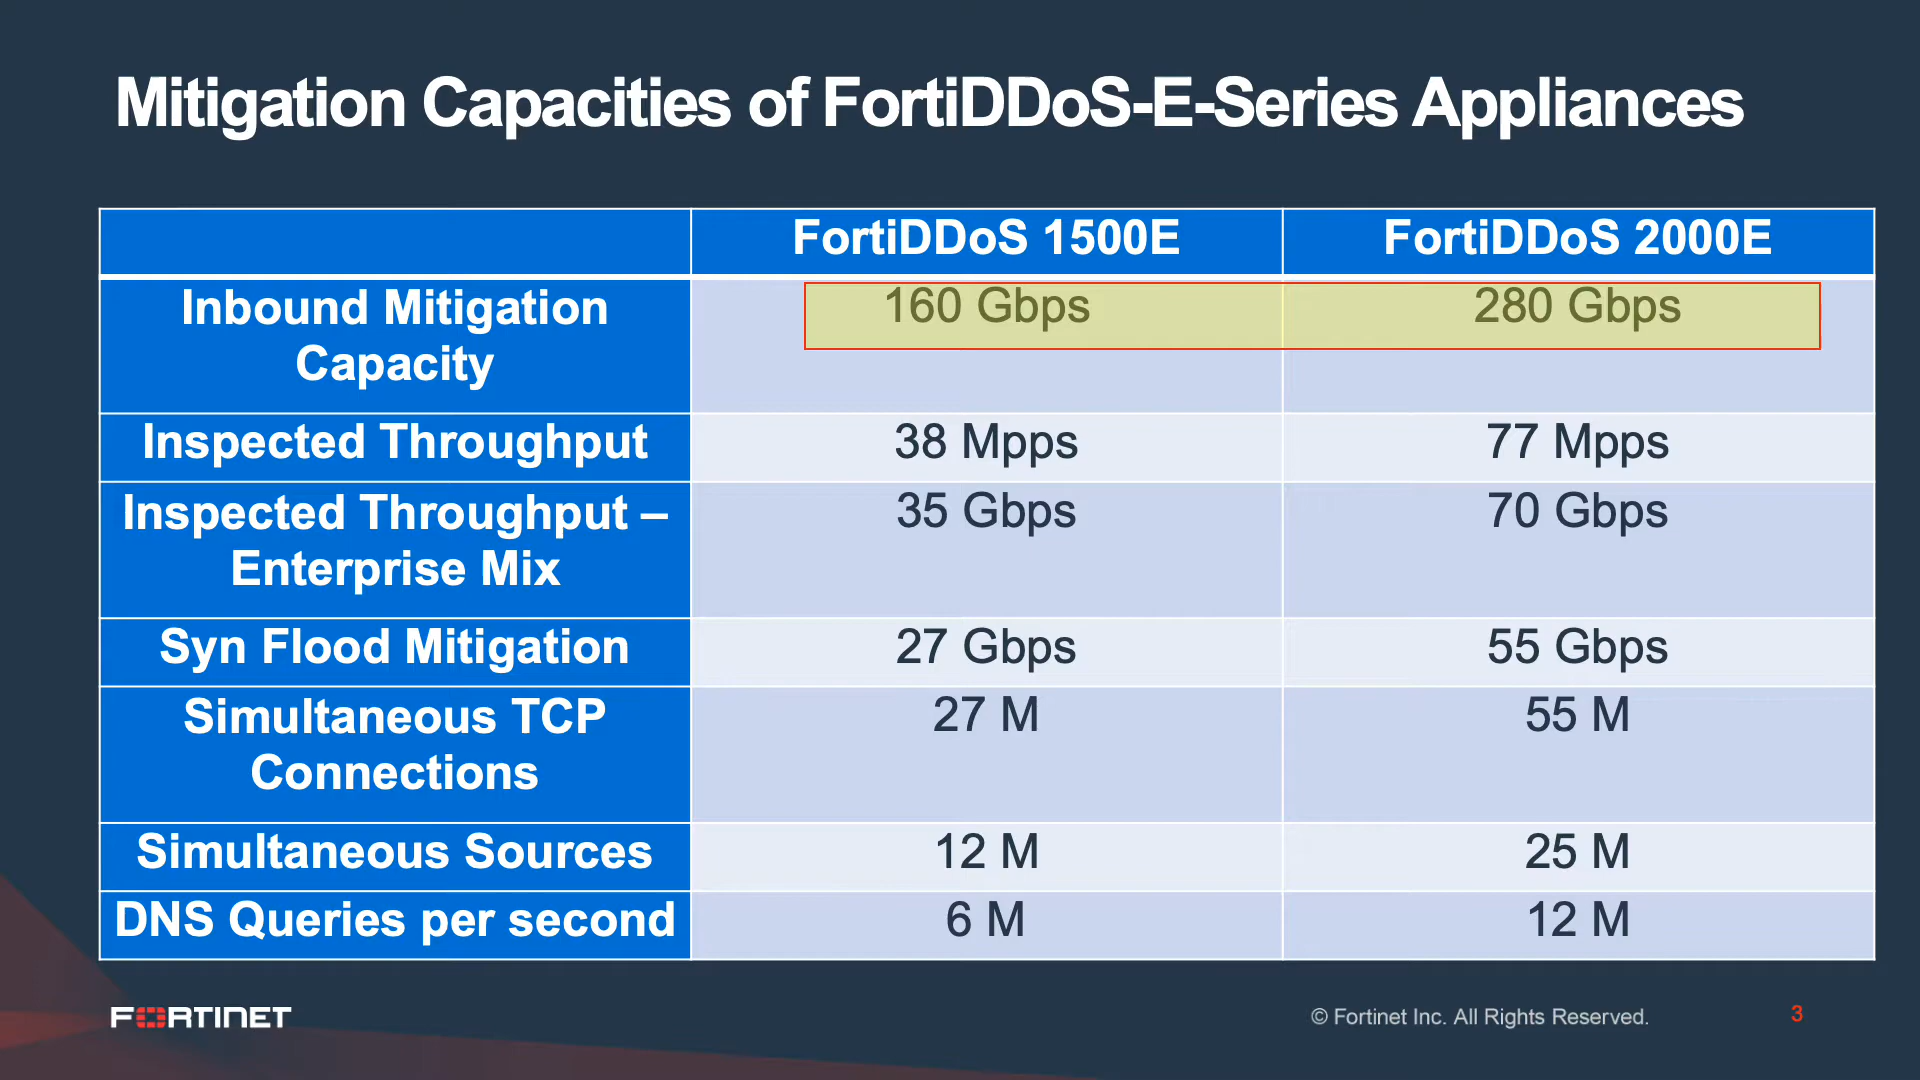 Mitigation Capacities of FortiDDoS-E-Series Appliances
FortiDDoS 1500E FortiDDoS 2000E
Inbound Mitigation
Capacity
160 Gbps 280 Gbps
Inspected Throughput 38 Mpps 77 Mpps
Inspected Throughput –
Enterprise Mix
35 Gbps 70 Gbps
Syn Flood Mitigation 27 Gbps 55 Gbps
Simultaneous TCP
Connections
27 M 55 M
Simultaneous Sources 12 M 25 M
DNS Queries per second 6 M 12 M
FORTINET
© Fortinet Inc. All Rights Reserved. 3